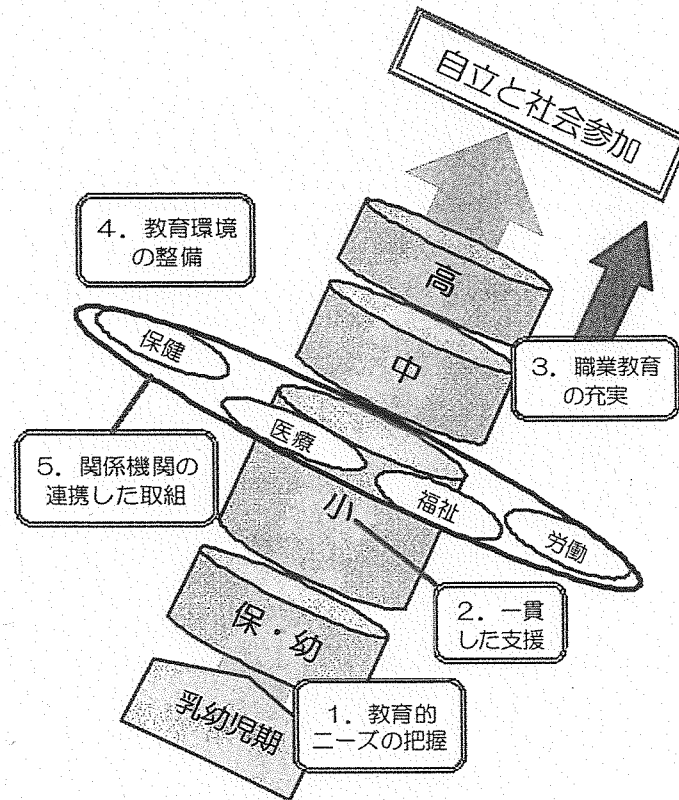 自立と社会参加
4．教育環境
の整備
高
保健
中
3．職業教育
の充実
医療
5．関係機関の
連携した取組
小
福祉
労働
保・幼
2．一貫
した支援
乳幼児期
1．教育的
ニーズの把握